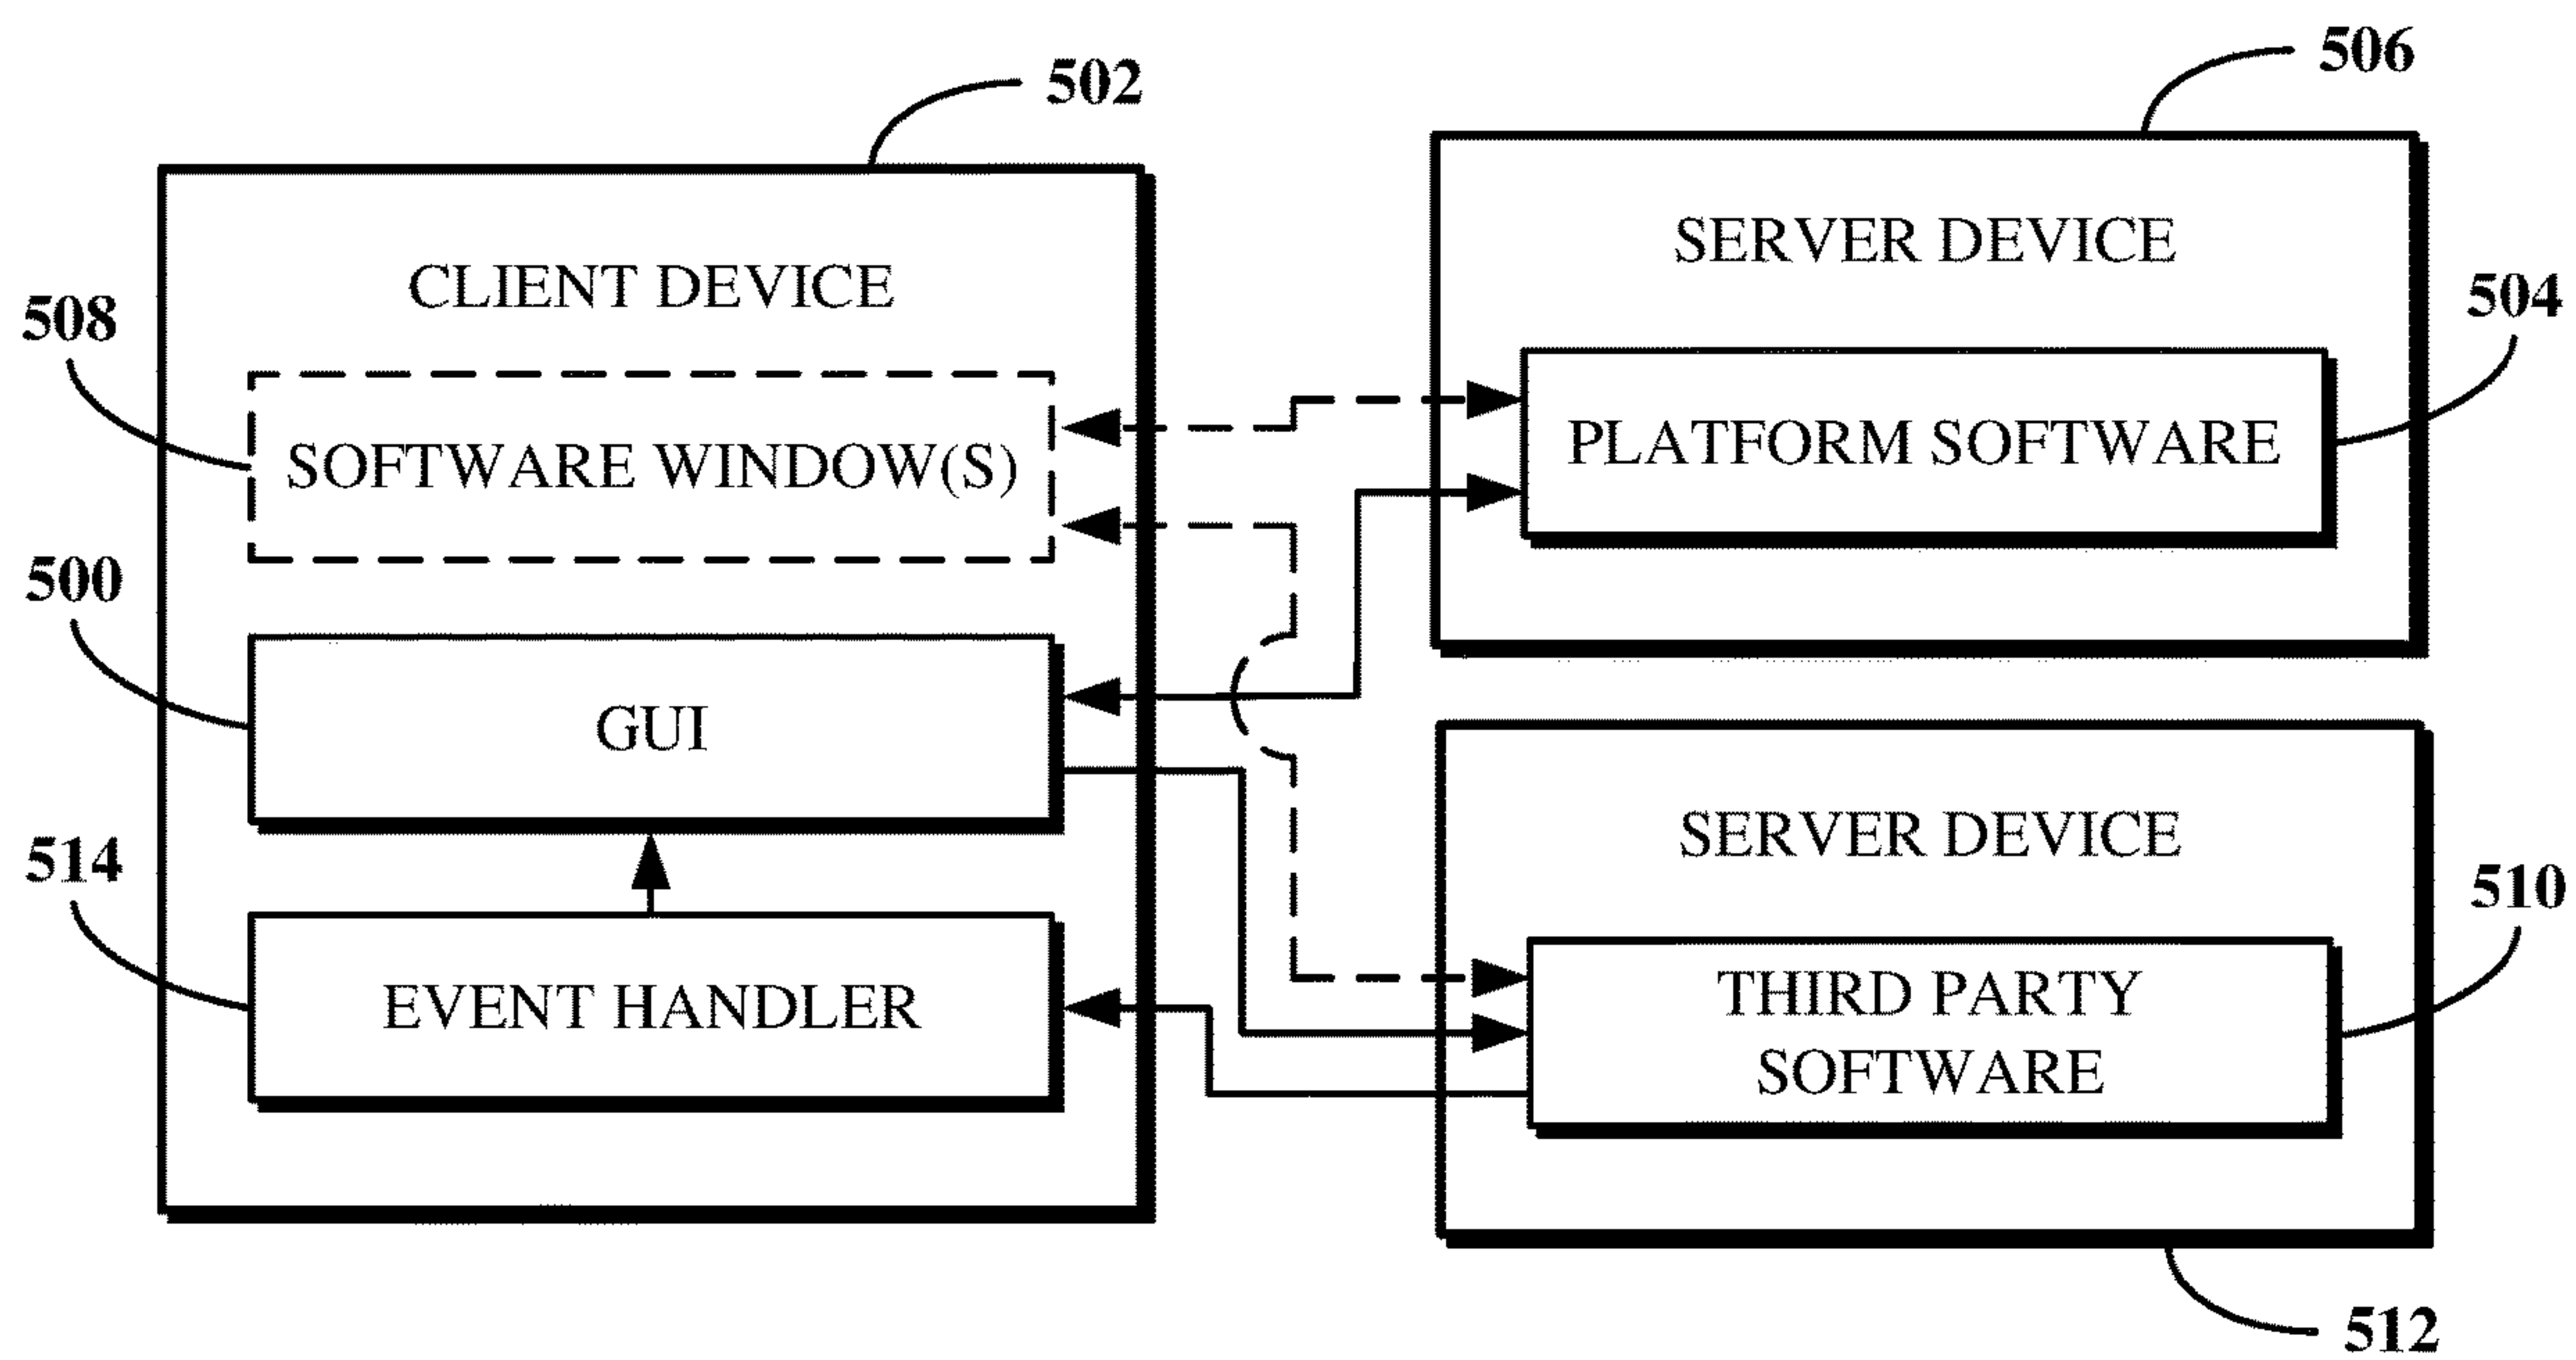 502
506
CLIENT DEVICE
SERVER DEVICE
508
504
SOFTWARE WINDOW(S)
PLATFORM SOFTWARE
500
GUI
514
SERVER DEVICE
510
EVENT HANDLER
THIRD PARTY
SOFTWARE
512